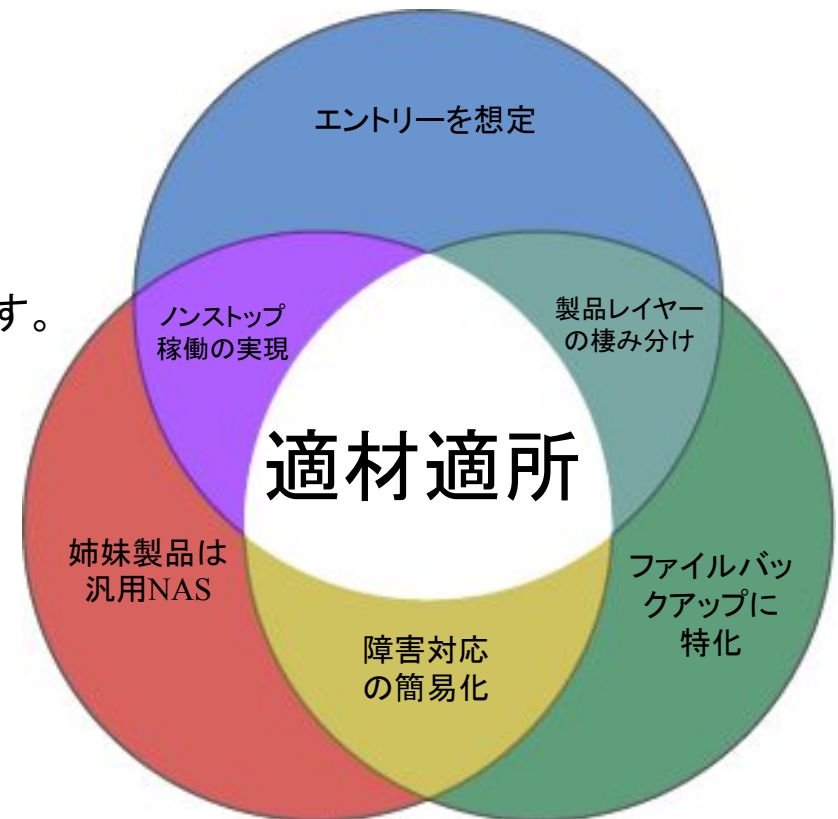 エントリーを想定
す。
ノンストップ
稼働の実現
製品レイヤー
の棲み分け
適材適所
姉妹製品は
汎用NAS
ファイルバッ
クアップに
特化
障害対応
の簡易化